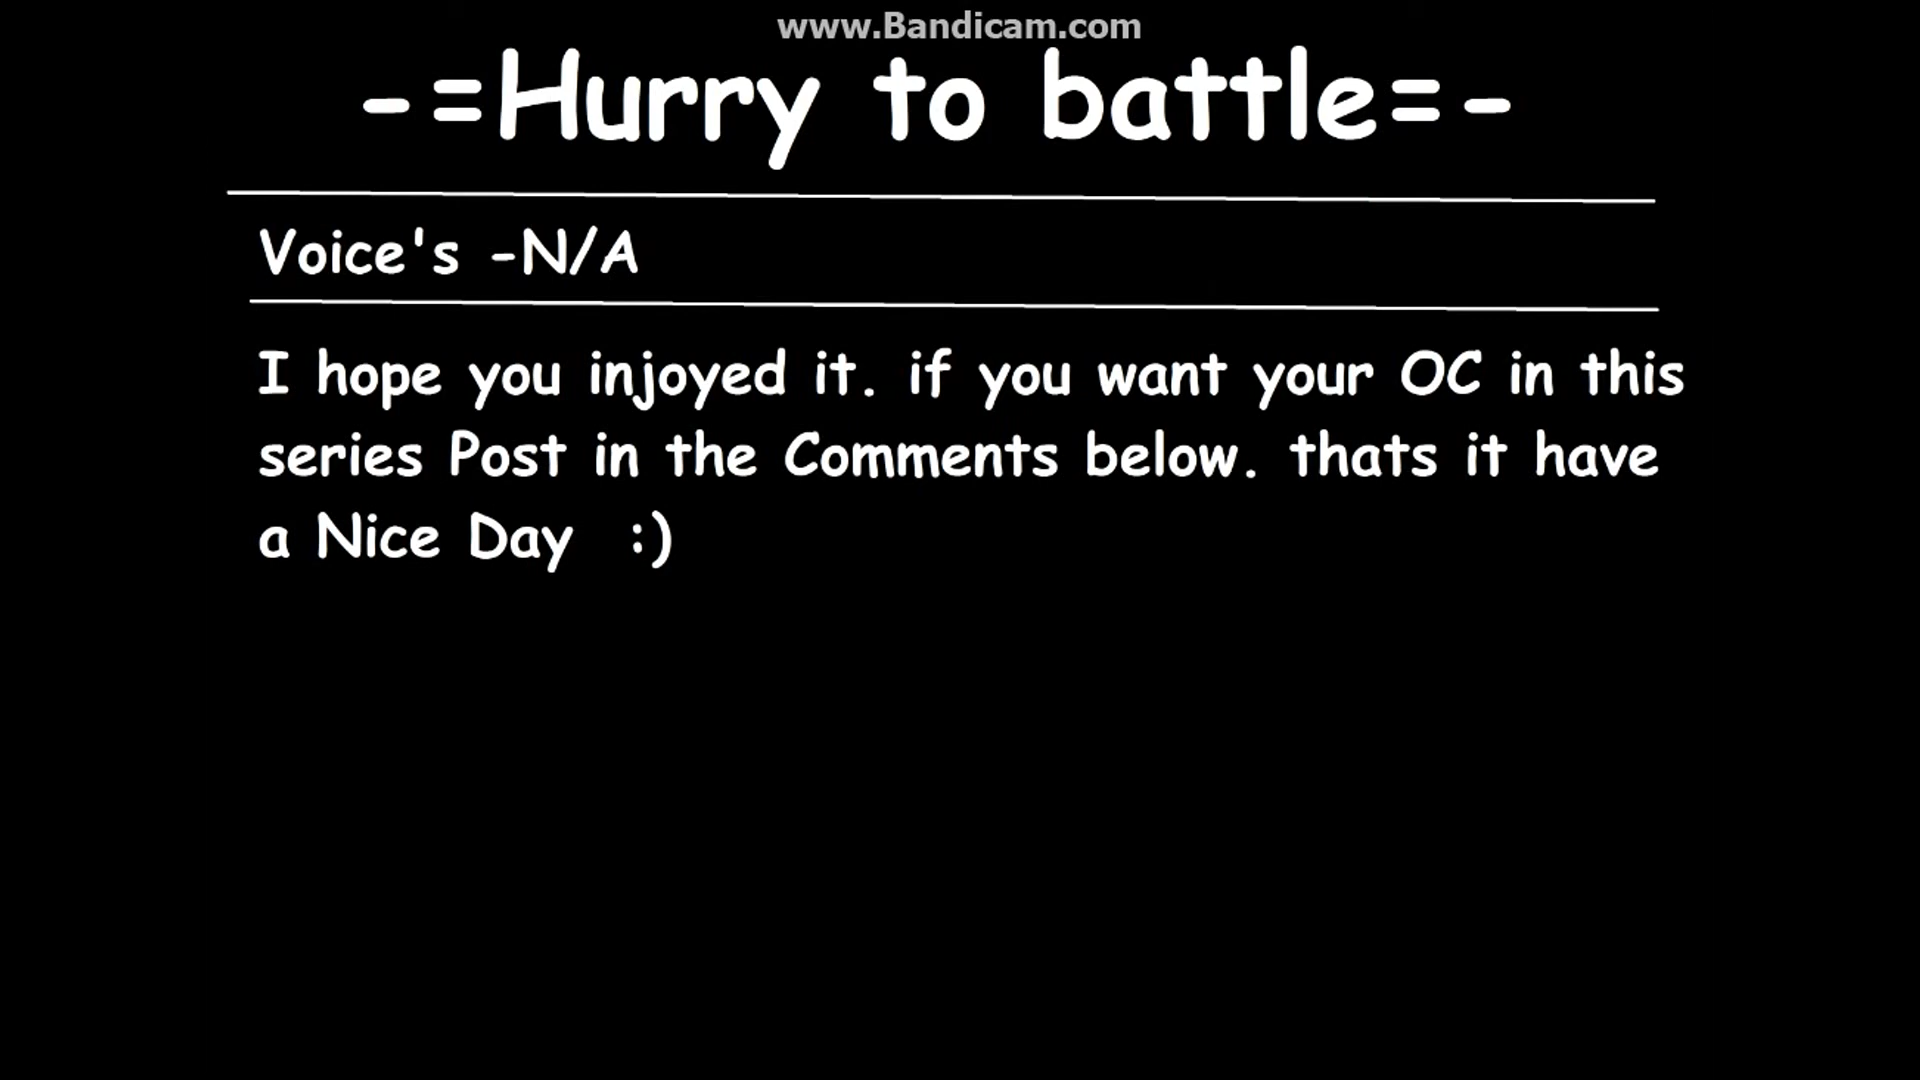 www.Bandicam.com
-=Hurry to battle=-
Voice's -N/A
I hope you injoyed it. if you want your OC in this
series Post in the Comments below. thats it have
a Nice Day :)